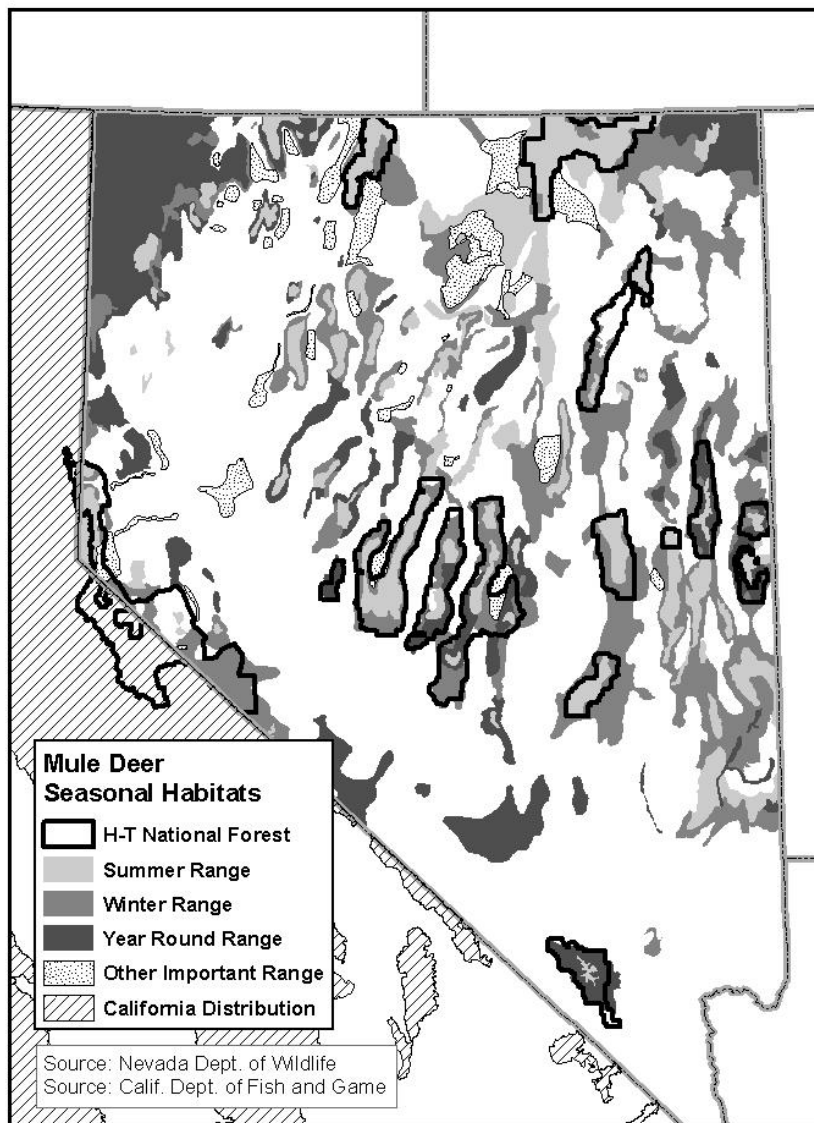 Mule Deer
Seasonal Habitats
H-T National Forest
Summer Range
Winter Range
Year Round Range
Other Important Range
California Distribution
Source: Nevada Dept. of Wildlife
Source: Calif. Dept. of Fish and Game